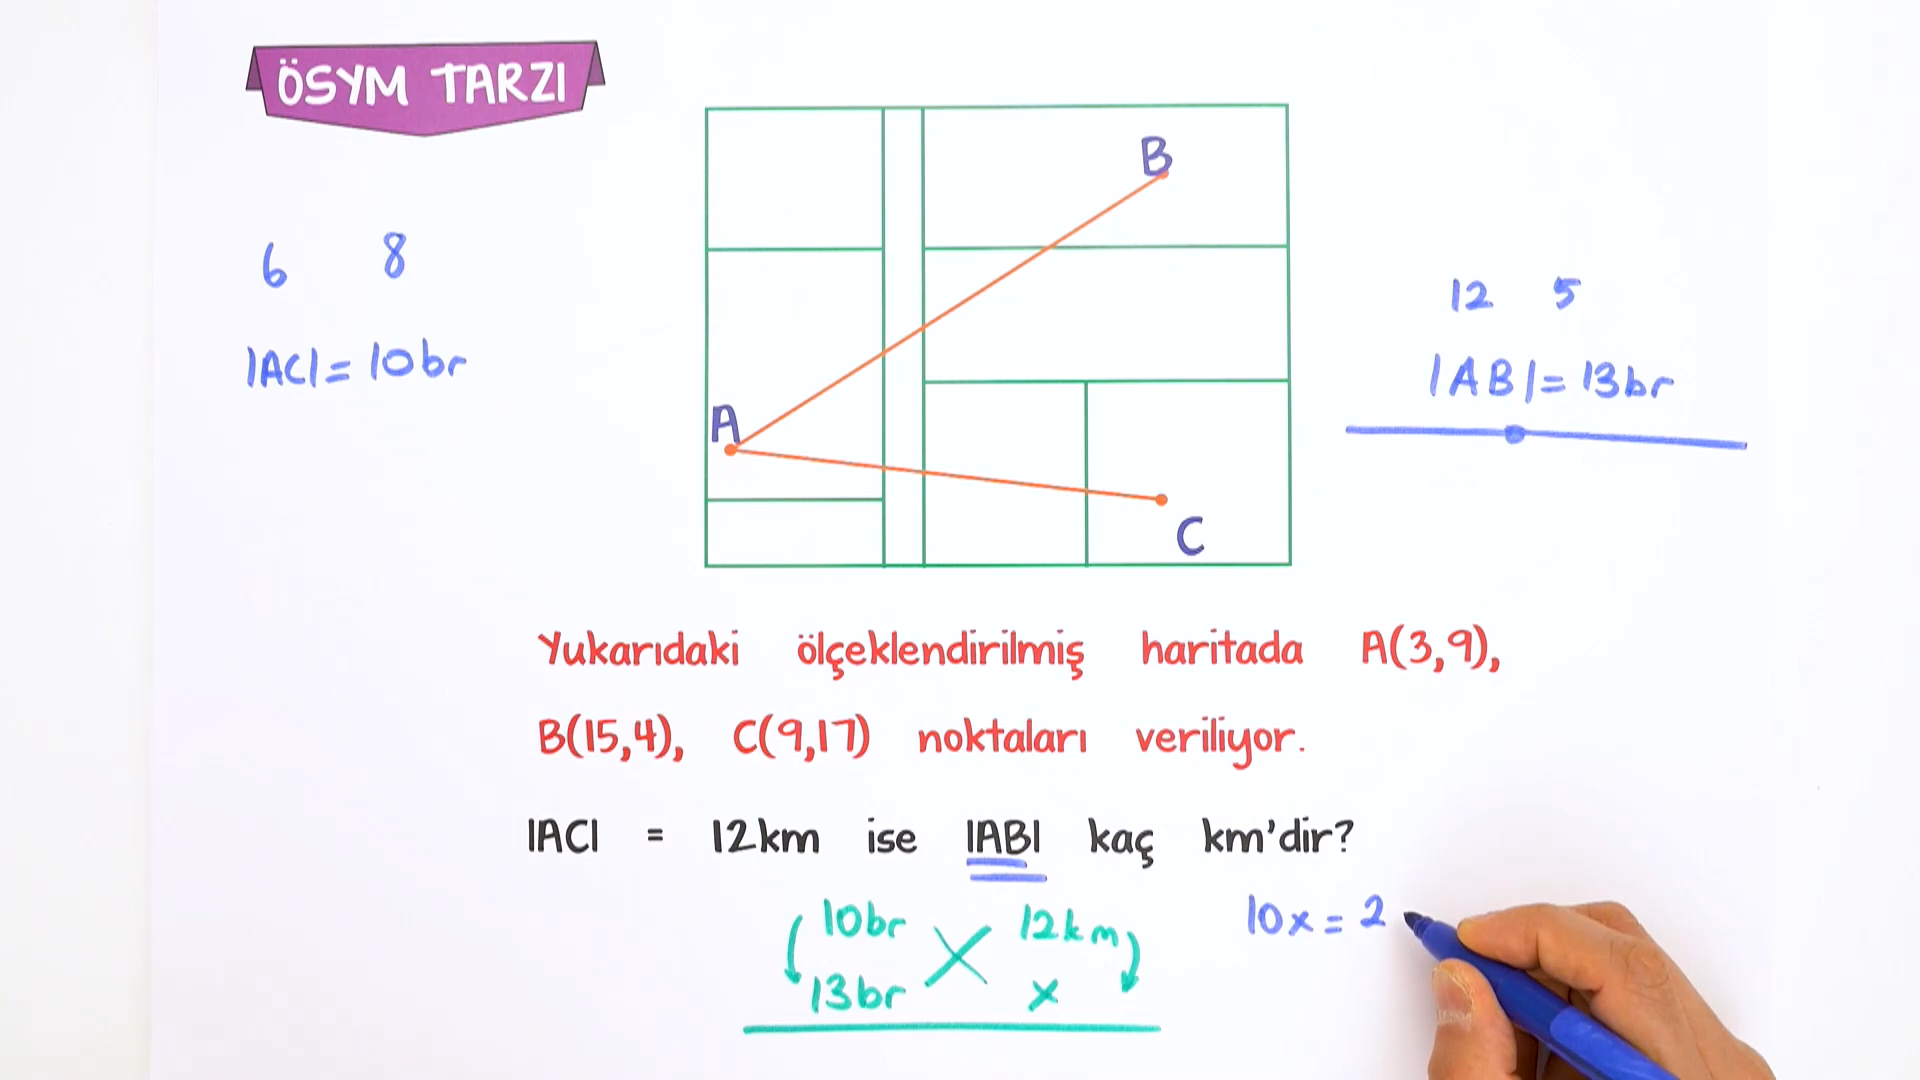 ÖSYM TARZI
B
6 8
12 5
|AC| = 10br
|AB| = 13br
A
C
Yukarıdaki ölçeklendirilmiş haritada A(3,9),
B(15,4), C(9,17) noktaları veriliyor.
|AC| = 12km ise |AB| kaç km'dir?
10br 12km
10x = 2
13br x